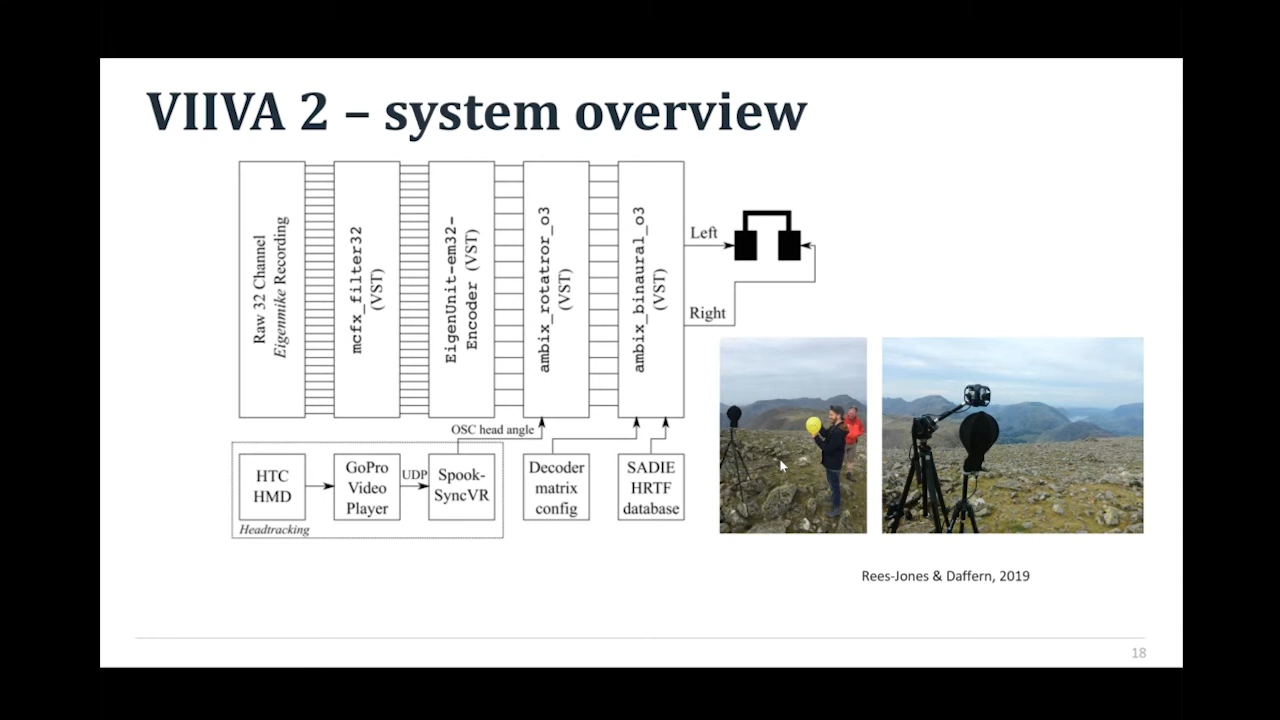 VIIVA 2 – system overview
Raw 32 Channel
Eigenmike Recording
mcfx_filter32
(VST)
EigenUnit-em32-
Encoder (VST)
ambix_rotatror_o3
(VST)
ambix_binaural_o3
(VST)
Left
Right
OSC head angle
HTC
HMD
GoPro
Video
Player
UDP
Spook-
SyncVR
Decoder
matrix
config
SADIE
HRTF
database
Headtracking
Rees-Jones & Daffern, 2019
18